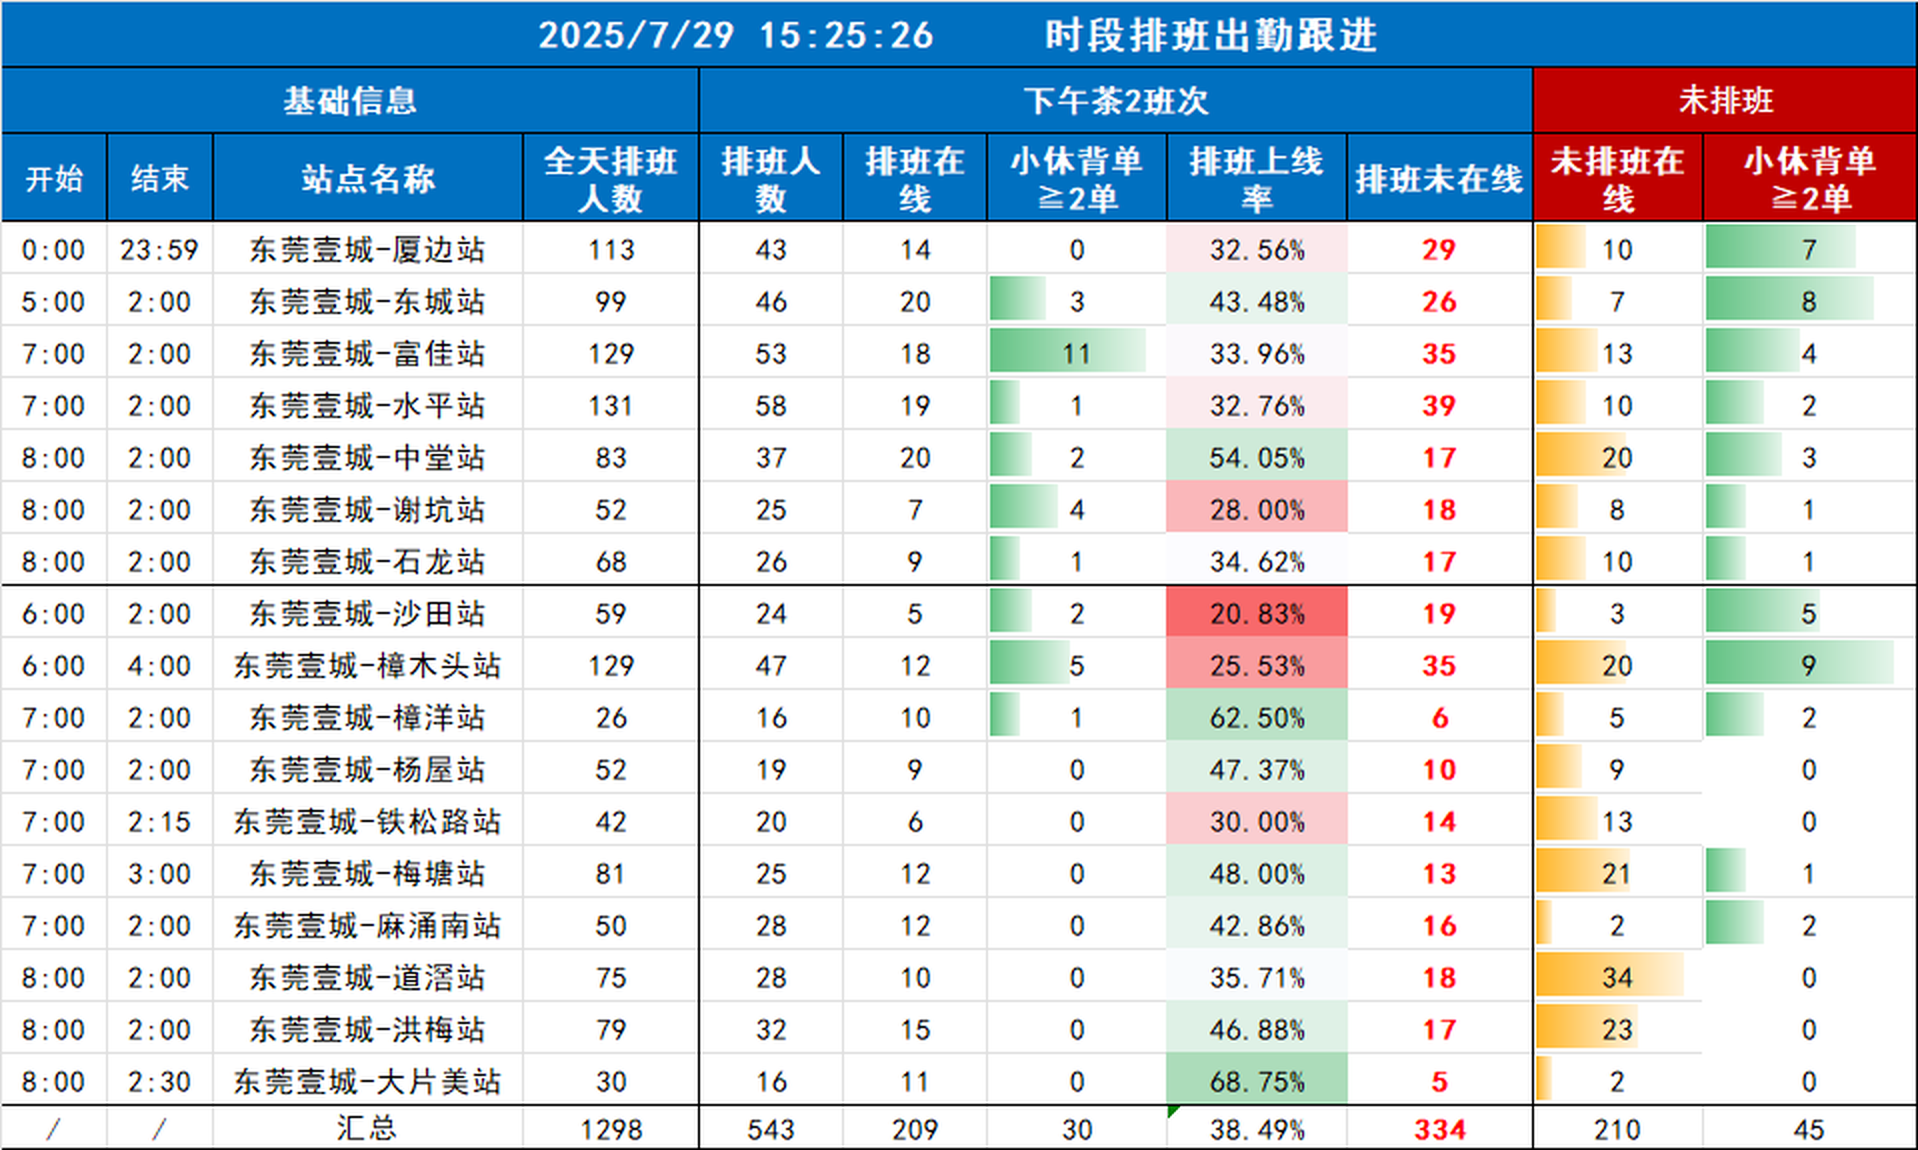 2025/7/29 15:25:26 时段排班出勤跟进
基础信息 下午茶2班次 未排班
开始 结束 站点名称 全天排班人数 排班人数 排班在线 小休背单≧2单 排班上线率 排班未在线 未排班在线 小休背单≧2单
0:00 23:59 东莞壹城-厦边站 113 43 14 0 32.56% 29 10 7
5:00 2:00 东莞壹城-东城站 99 46 20 3 43.48% 26 7 8
7:00 2:00 东莞壹城-富佳站 129 53 18 11 33.96% 35 13 4
7:00 2:00 东莞壹城-水平站 131 58 19 1 32.76% 39 10 2
8:00 2:00 东莞壹城-中堂站 83 37 20 2 54.05% 17 20 3
8:00 2:00 东莞壹城-谢坑站 52 25 7 4 28.00% 18 8 1
8:00 2:00 东莞壹城-石龙站 68 26 9 1 34.62% 17 10 1
6:00 2:00 东莞壹城-沙田站 59 24 5 2 20.83% 19 3 5
6:00 4:00 东莞壹城-樟木头站 129 47 12 5 25.53% 35 20 9
7:00 2:00 东莞壹城-樟洋站 26 16 10 1 62.50% 6 5 2
7:00 2:00 东莞壹城-杨屋站 52 19 9 0 47.37% 10 9 0
7:00 2:15 东莞壹城-铁松路站 42 20 6 0 30.00% 14 13 0
7:00 3:00 东莞壹城-梅塘站 81 25 12 0 48.00% 13 21 1
7:00 2:00 东莞壹城-麻涌南站 50 28 12 0 42.86% 16 2 2
8:00 2:00 东莞壹城-道滘站 75 28 10 0 35.71% 18 34 0
8:00 2:00 东莞壹城-洪梅站 79 32 15 0 46.88% 17 23 0
8:00 2:30 东莞壹城-大片美站 30 16 11 0 68.75% 5 2 0
/ / 汇总 1298 543 209 30 38.49% 334 210 45